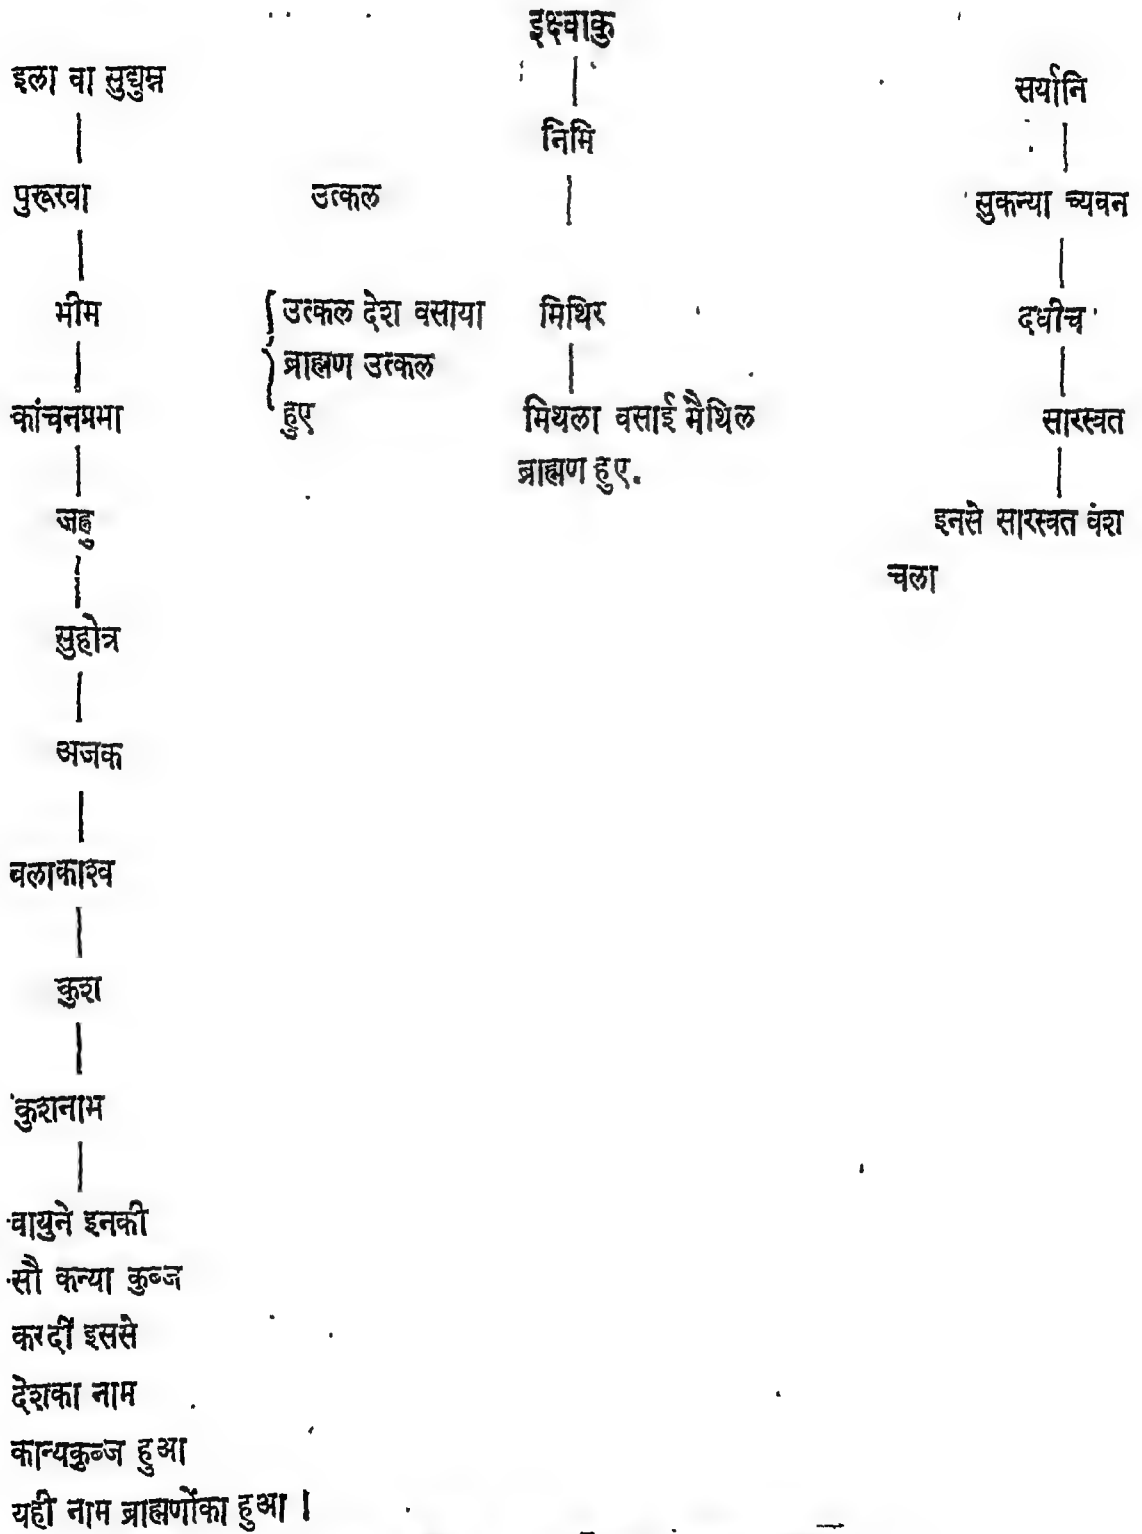 इक्ष्वाकु
इला वा सुद्युम्न
सर्यानि
निमि
पुरूरवा
उत्कल
सुकन्या च्यवन
भीम
उत्कल देश वसाया
मिथिर
दधीच
ब्राह्मण उत्कल
कांचनप्रभा
हुए
मिथला वसाई मैथिल
सारस्वत
ब्राह्मण हुए.
जह्नु
इनसे सारस्वत वंश
चला
सुहोत्र
अजक
वलाकाश्व
कुश
कुशनाभ
वायुने इनकी
सौ कन्या कुब्ज
करदीं इससे
देशका नाम
कान्यकुब्ज हुआ
यही नाम ब्राह्मणोंका हुआ ।